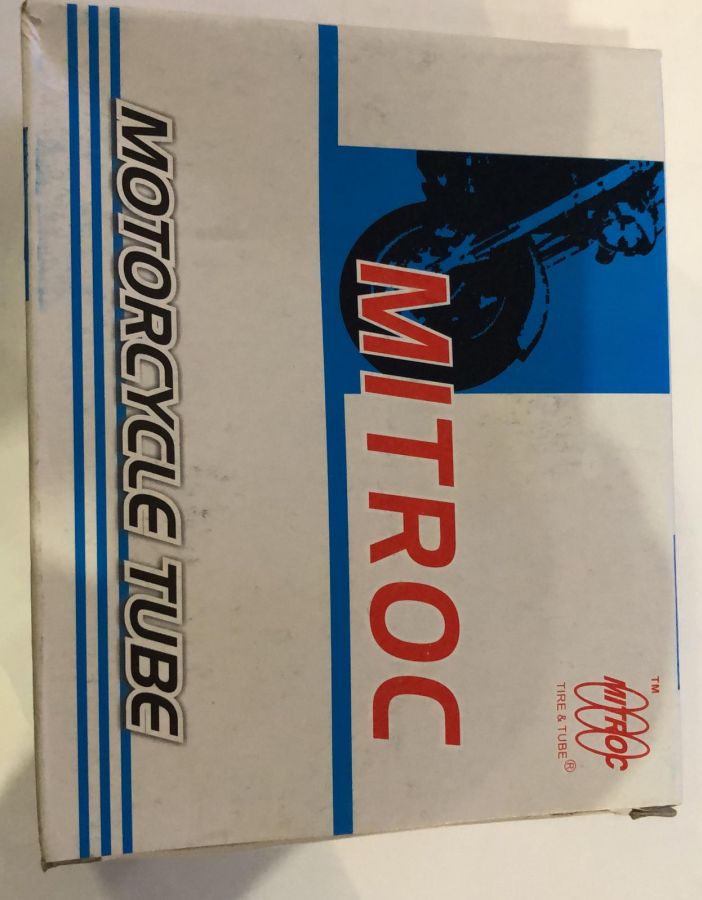 ™
MITROC
TIRE & TUBE®
MITROC
MOTORCYCLE TUBE